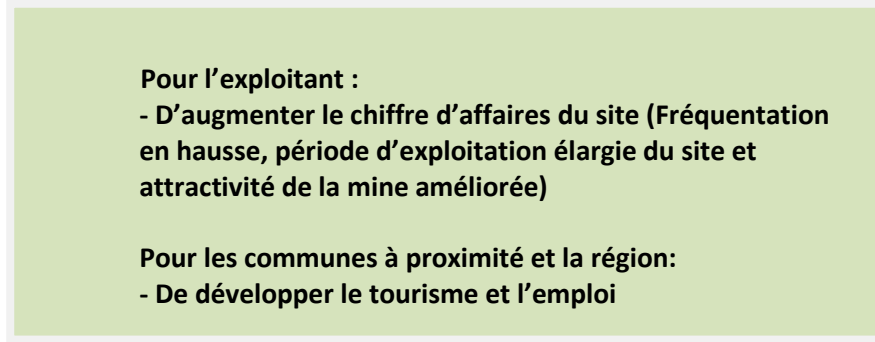 Pour l’exploitant :
- D’augmenter le chiffre d’affaires du site (Fréquentation
en hausse, période d’exploitation élargie du site et
attractivité de la mine améliorée)
Pour les communes à proximité et la région:
- De développer le tourisme et l’emploi